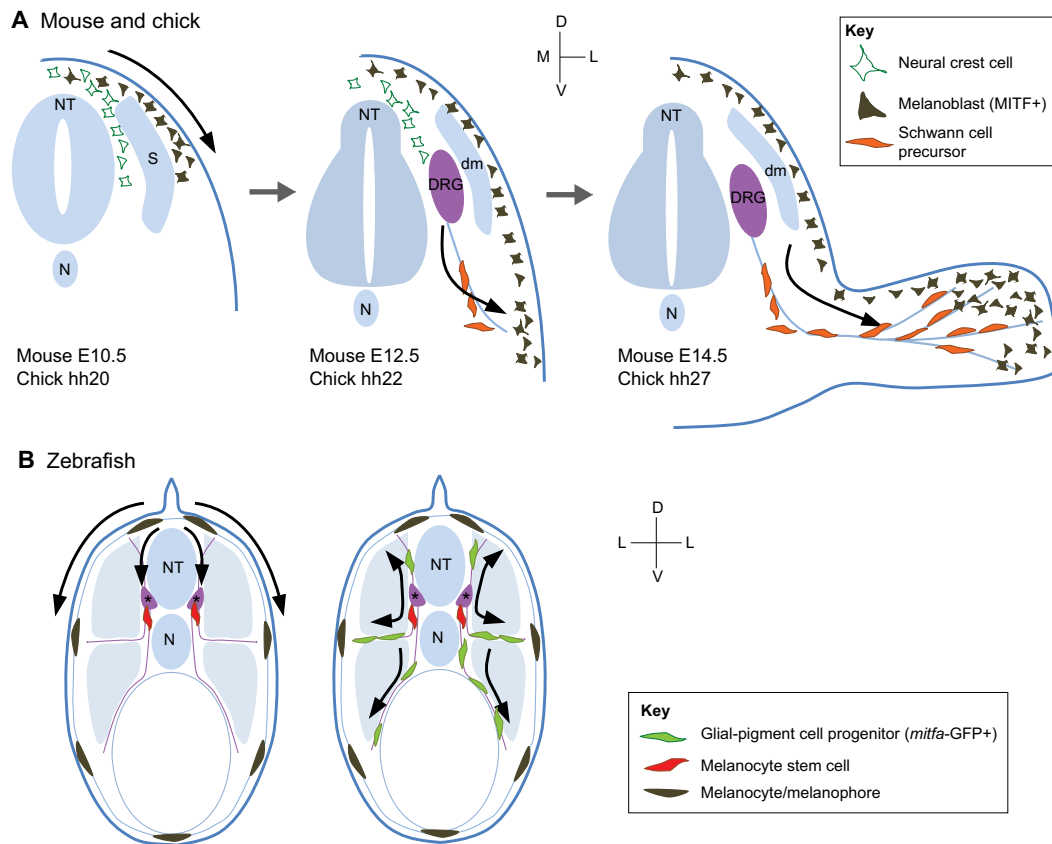 A Mouse and chick
D
M L
V
Key
Neural crest cell
Melanoblast (MITF+)
Schwann cell
precursor
NT
S
N
Mouse E10.5
Chick hh20
NT
dm
DRG
N
Mouse E12.5
Chick hh22
NT
dm
DRG
N
Mouse E14.5
Chick hh27
B Zebrafish
NT
* *
N
NT
* *
N
D
L L
V
Key
Glial-pigment cell progenitor (mitfa-GFP+)
Melanocyte stem cell
Melanocyte/melanophore